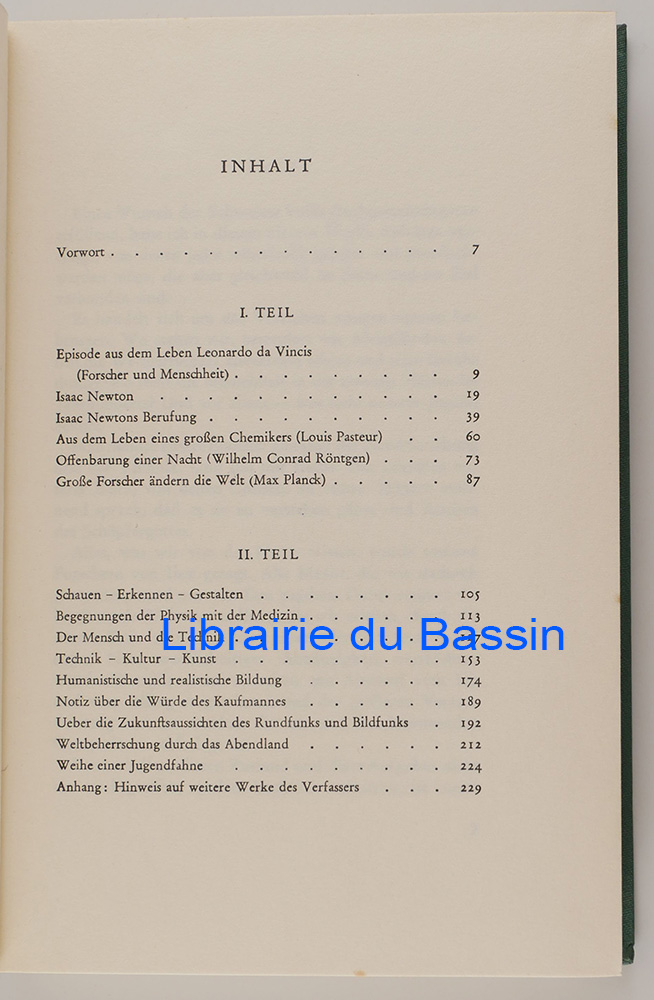 INHALT
Vorwort . . . . . . . . . . . . . . 7
I. TEIL
Episode aus dem Leben Leonardo da Vincis
(Forscher und Menschheit) . . . . . . . . . 9
Isaac Newton . . . . . . . . . . . . 19
Isaac Newtons Berufung . . . . . . . . . . 39
Aus dem Leben eines großen Chemikers (Louis Pasteur) . . 60
Offenbarung einer Nacht (Wilhelm Conrad Röntgen) . . . 73
Große Forscher ändern die Welt (Max Planck) . . . . . 87
II. TEIL
Schauen – Erkennen – Gestalten . . . . . . . . 105
Begegnungen der Physik mit der Medizin . . . . . . 113
Der Mensch und die Technik . . . . . . . . .
Librairie du Bassin
Technik – Kultur – Kunst . . . . . . . . . 153
Humanistische und realistische Bildung . . . . . . 174
Notiz über die Würde des Kaufmannes . . . . . . 189
Ueber die Zukunftsaussichten des Rundfunks und Bildfunks . 192
Weltbeherrschung durch das Abendland . . . . . . 212
Weihe einer Jugendfahne . . . . . . . . . 224
Anhang: Hinweis auf weitere Werke des Verfassers . . . 229